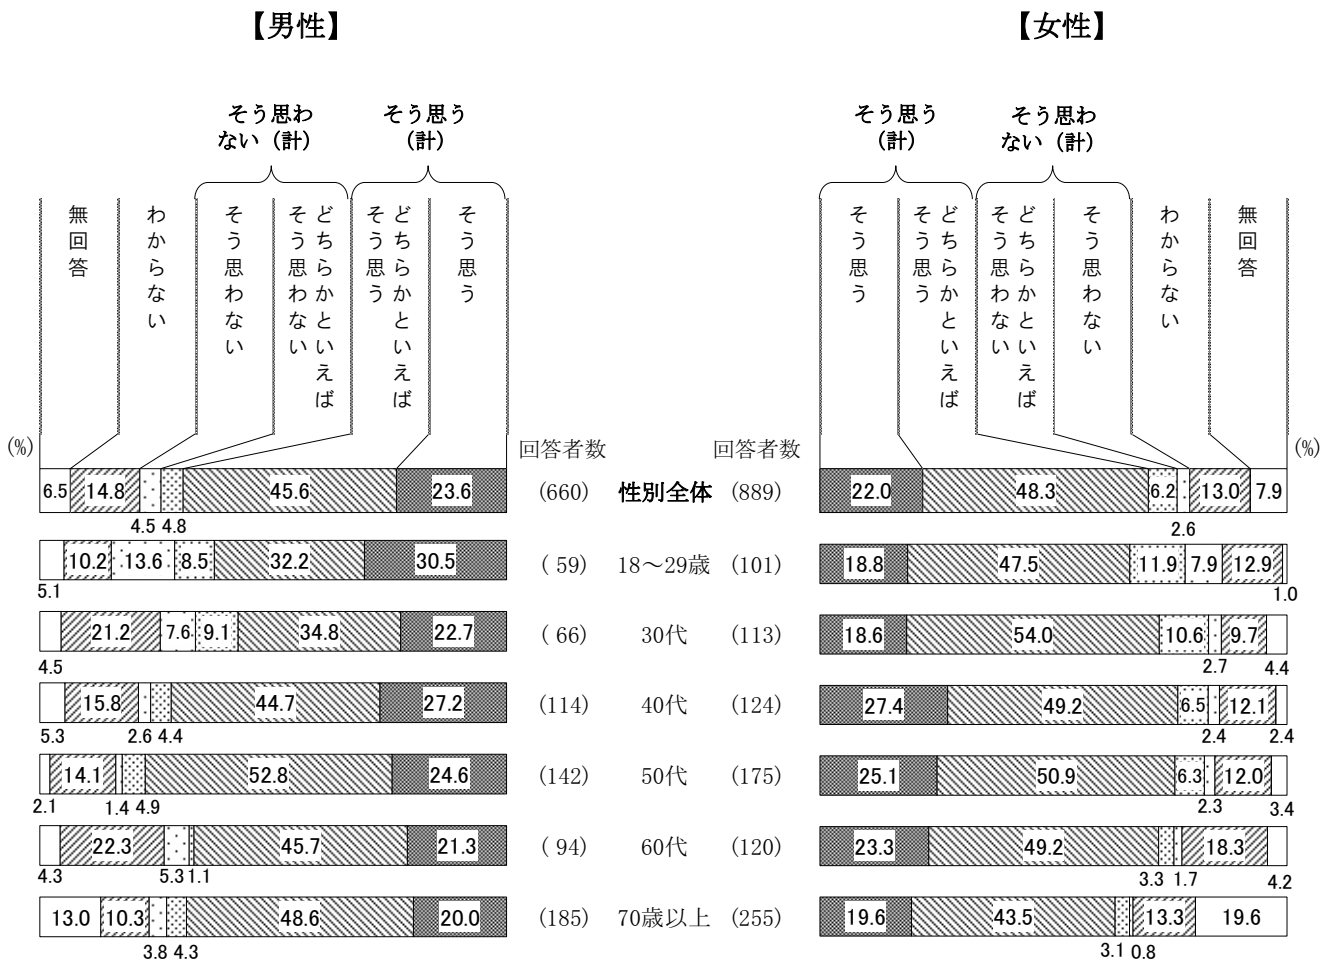 【男性】 【女性】
そう思わ
ない（計）
そう思う
（計）
そう思う
（計）
そう思わ
ない（計）
無回答
わからない
そう思わない
どちらかといえば
そう思わない
どちらかといえば
そう思う
そう思う
そう思う
どちらかといえば
そう思う
どちらかといえば
そう思わない
そう思わない
わからない
無回答
(%) 回答者数 回答者数 (%)
6.5 14.8 45.6 23.6 (660) 性別全体 (889) 22.0 48.3 6.2 13.0 7.9
4.5 4.8 2.6
10.2 13.6 8.5 32.2 30.5 ( 59) 18～29歳 (101) 18.8 47.5 11.9 7.9 12.9
5.1 1.0
21.2 7.6 9.1 34.8 22.7 ( 66) 30代 (113) 18.6 54.0 10.6 9.7
4.5 2.7 4.4
15.8 44.7 27.2 (114) 40代 (124) 27.4 49.2 6.5 12.1
5.3 2.6 4.4 2.4 2.4
14.1 52.8 24.6 (142) 50代 (175) 25.1 50.9 6.3 12.0
2.1 1.4 4.9 2.3 3.4
22.3 45.7 21.3 ( 94) 60代 (120) 23.3 49.2 18.3
4.3 5.3 1.1 3.3 1.7 4.2
13.0 10.3 48.6 20.0 (185) 70歳以上 (255) 19.6 43.5 13.3 19.6
3.8 4.3 3.1 0.8